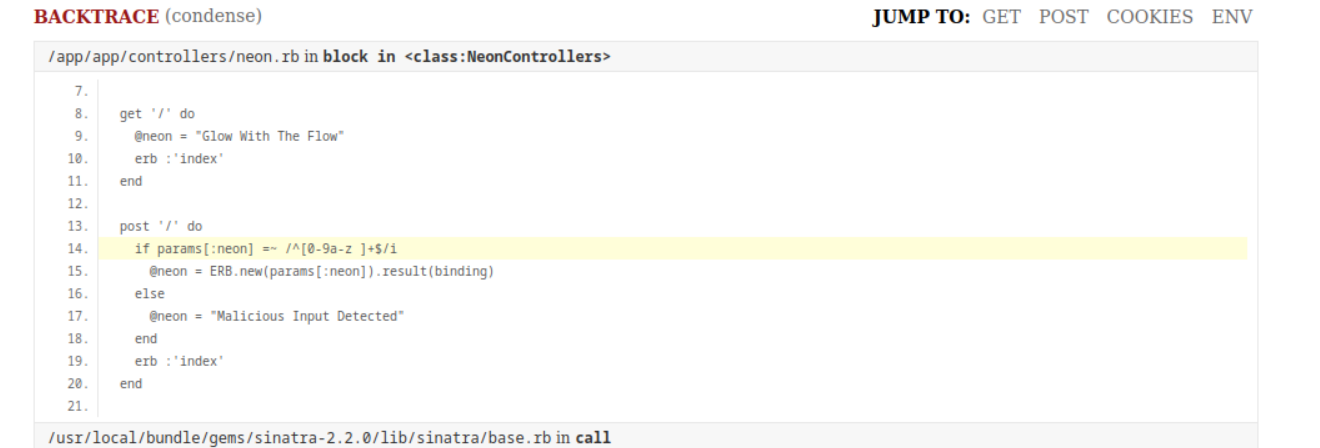 BACKTRACE (condense) JUMP TO: GET POST COOKIES ENV
/app/app/controllers/neon.rb in block in <class:NeonControllers>
7.
8. get '/' do
9. @neon = "Glow With The Flow"
10. erb :'index'
11. end
12.
13. post '/' do
14. if params[:neon] =~ /^[0-9a-z ]+$/i
15. @neon = ERB.new(params[:neon]).result(binding)
16. else
17. @neon = "Malicious Input Detected"
18. end
19. erb :'index'
20. end
21.
/usr/local/bundle/gems/sinatra-2.2.0/lib/sinatra/base.rb in call